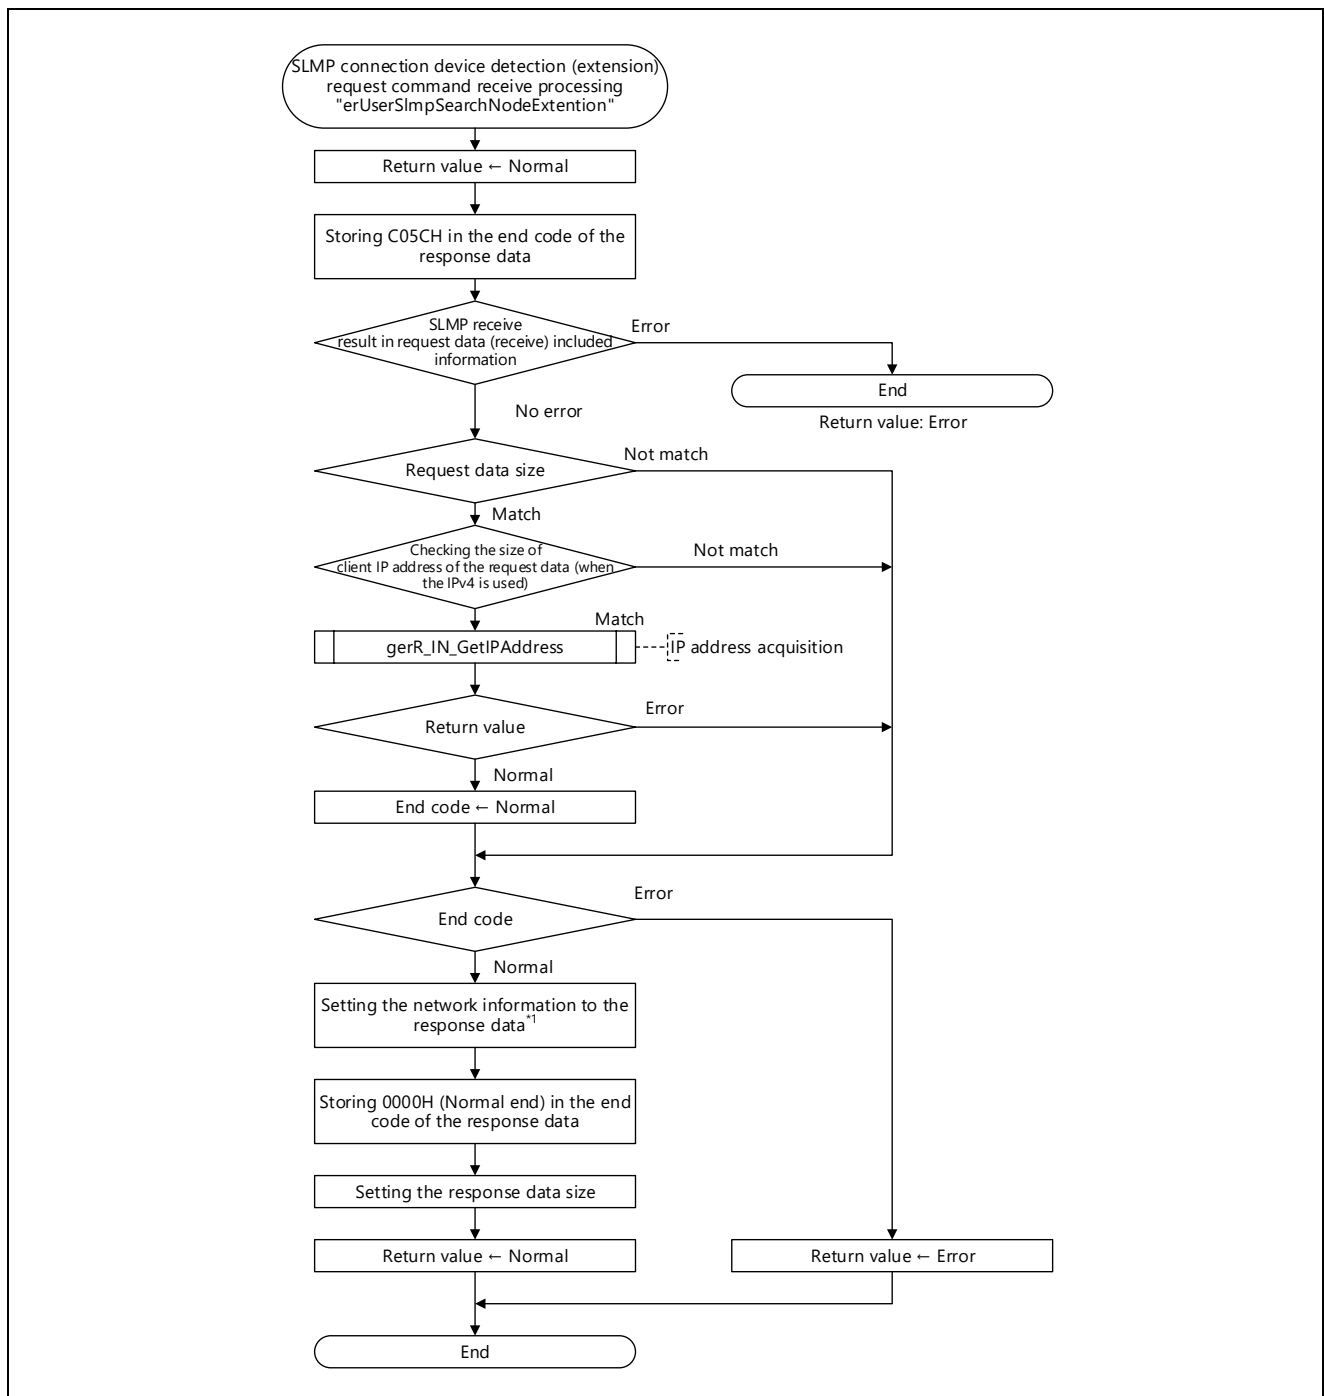 SLMP connection device detection (extension)
request command receive processing
"erUserSlmpSearchNodeExtention"
Return value ← Normal
Storing C05CH in the end code of the
response data
SLMP receive
result in request data (receive) included
information
Error
End
Return value: Error
No error
Request data size
Not match
Match
Checking the size of
client IP address of the request data (when
the IPv4 is used)
Not match
Match
gerR_IN_GetIPAddress
IP address acquisition
Return value
Error
Normal
End code ← Normal
End code
Error
Normal
Setting the network information to the
response data*1
Storing 0000H (Normal end) in the end
code of the response data
Setting the response data size
Return value ← Normal
Return value ← Error
End